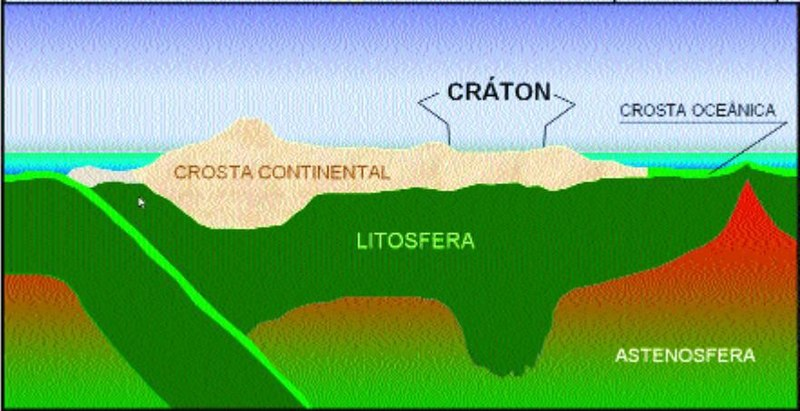 CRÁTON
CROSTA OCEÂNICA
CROSTA CONTINENTAL
LITOSFERA
ASTENOSFERA